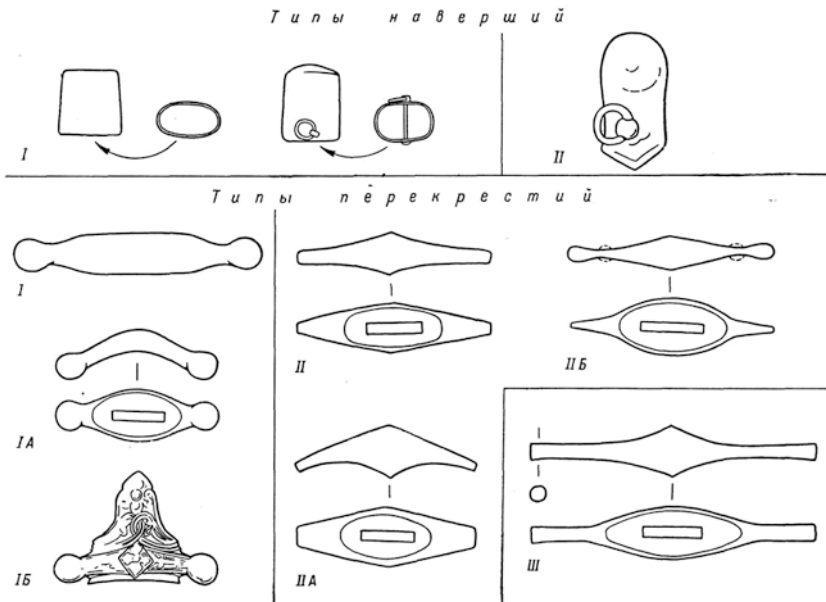 Типы наверший
I
II
Типы перекрестий
I
II
IIБ
IА
IIА
III
IБ